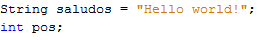 String saludos = "Hello world!";
int pos;